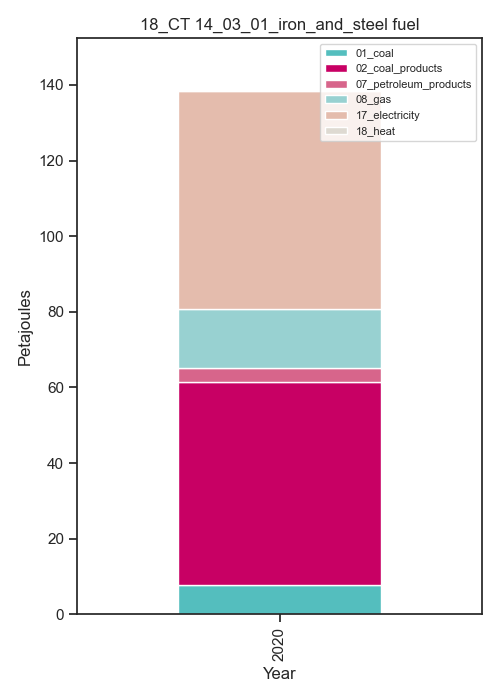 18_CT 14_03_01_iron_and_steel fuel
01_coal
02_coal_products
07_petroleum_products
08_gas
17_electricity
18_heat
Petajoules
140
120
100
80
60
40
20
0
2020
Year